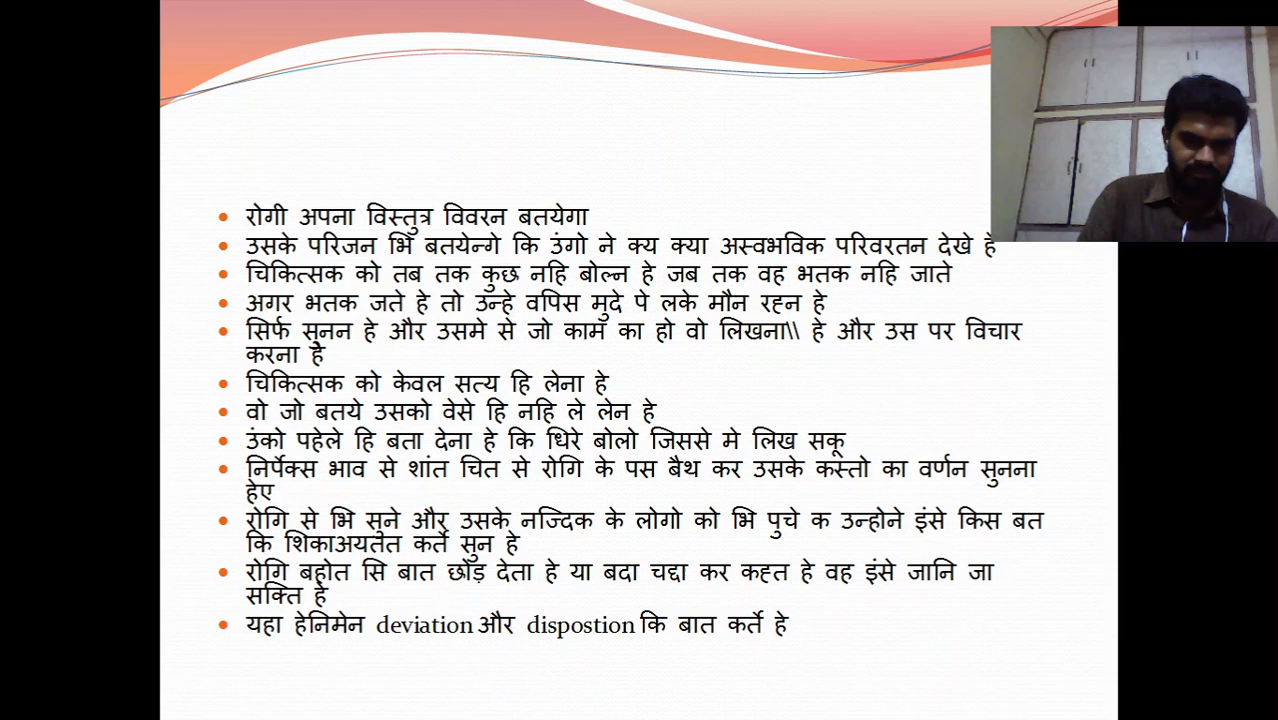 रोगी अपना विस्तुत्र विवरन बतयेगा
उसके परिजन भि बतयेन्गे कि उंगो ने क्य क्या अस्वभविक परिवरतन देखे हे
चिकित्सक को तब तक कुछ नहि बोल्न हे जब तक वह भतक नहि जाते
अगर भतक जते हे तो उन्हे वपिस मुदे पे लके मौन रह्न हे
सिर्फ सुनन हे और उसमे से जो काम का हो वो लिखना\\ हे और उस पर विचार
करना हे
चिकित्सक को केवल सत्य हि लेना हे
वो जो बतये उसको वेसे हि नहि ले लेन हे
उंको पहेले हि बता देना हे कि धिरे बोलो जिससे मे लिख सकू
निर्पेक्स भाव से शांत चित से रोगि के पस बैथ कर उसके कस्तो का वर्णन सुनना
हेए
रोगि से भि सुने और उसके नज्दिक के लोगो को भि पुचे क उन्होने इंसे किस बत
कि शिकाअयतत कर्ते सुन हे
रोगि बहोत सि बात छोड़ देता हे या बदा चद्दा कर कह्त हे वह इंसे जानि जा
सक्ति हे
यहा हेनिमेन deviation और dispostion कि बात कर्ते हे